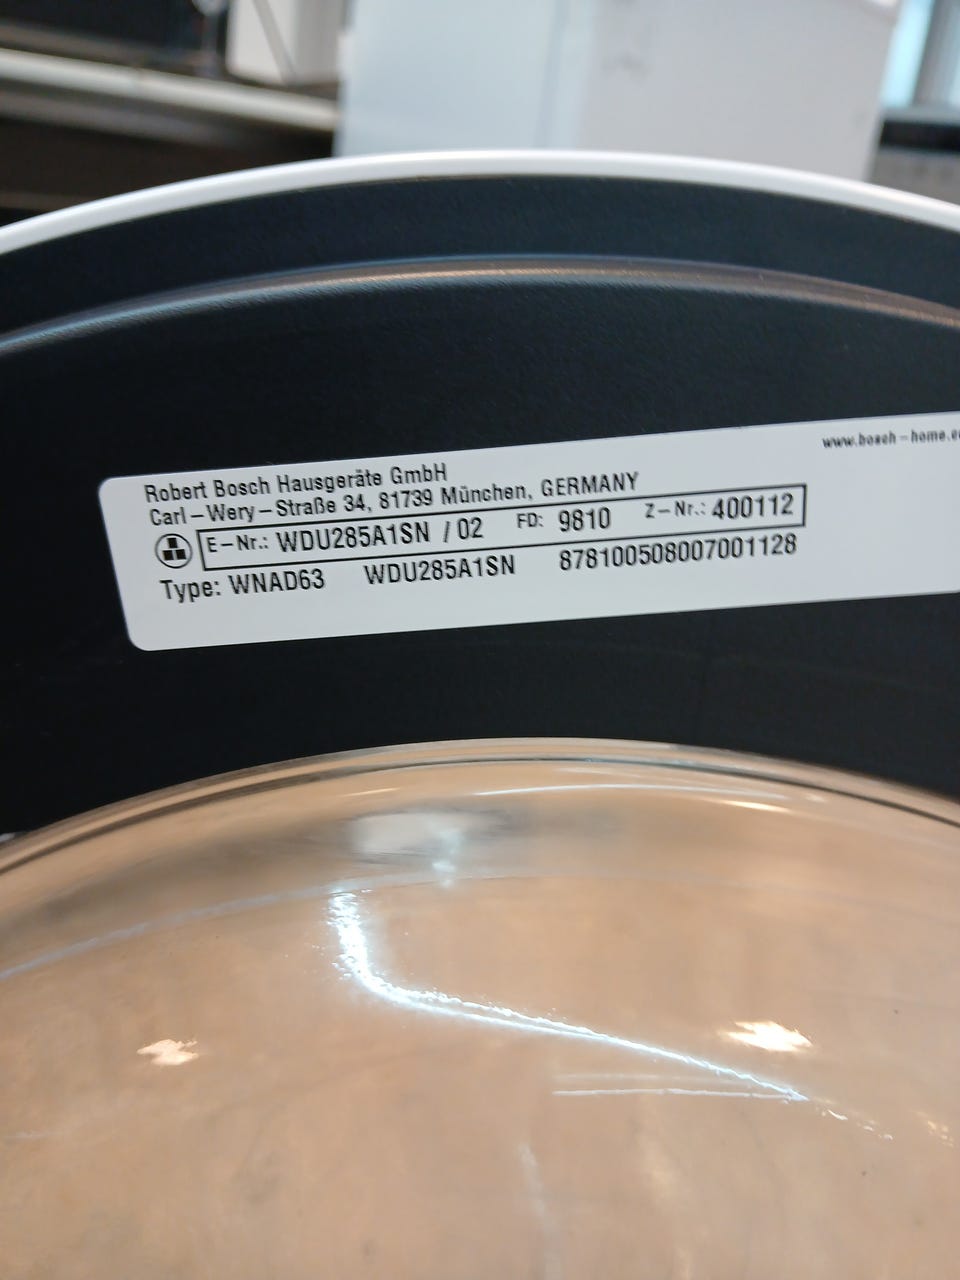 www.bosch-home.
Robert Bosch Hausgeräte GmbH
Carl-Wery-Straße 34, 81739 München, GERMANY
E-Nr.: WDU285A1SN / 02 FD: 9810 Z-Nr.: 400112
Type: WNAD63 WDU285A1SN 878100508007001128